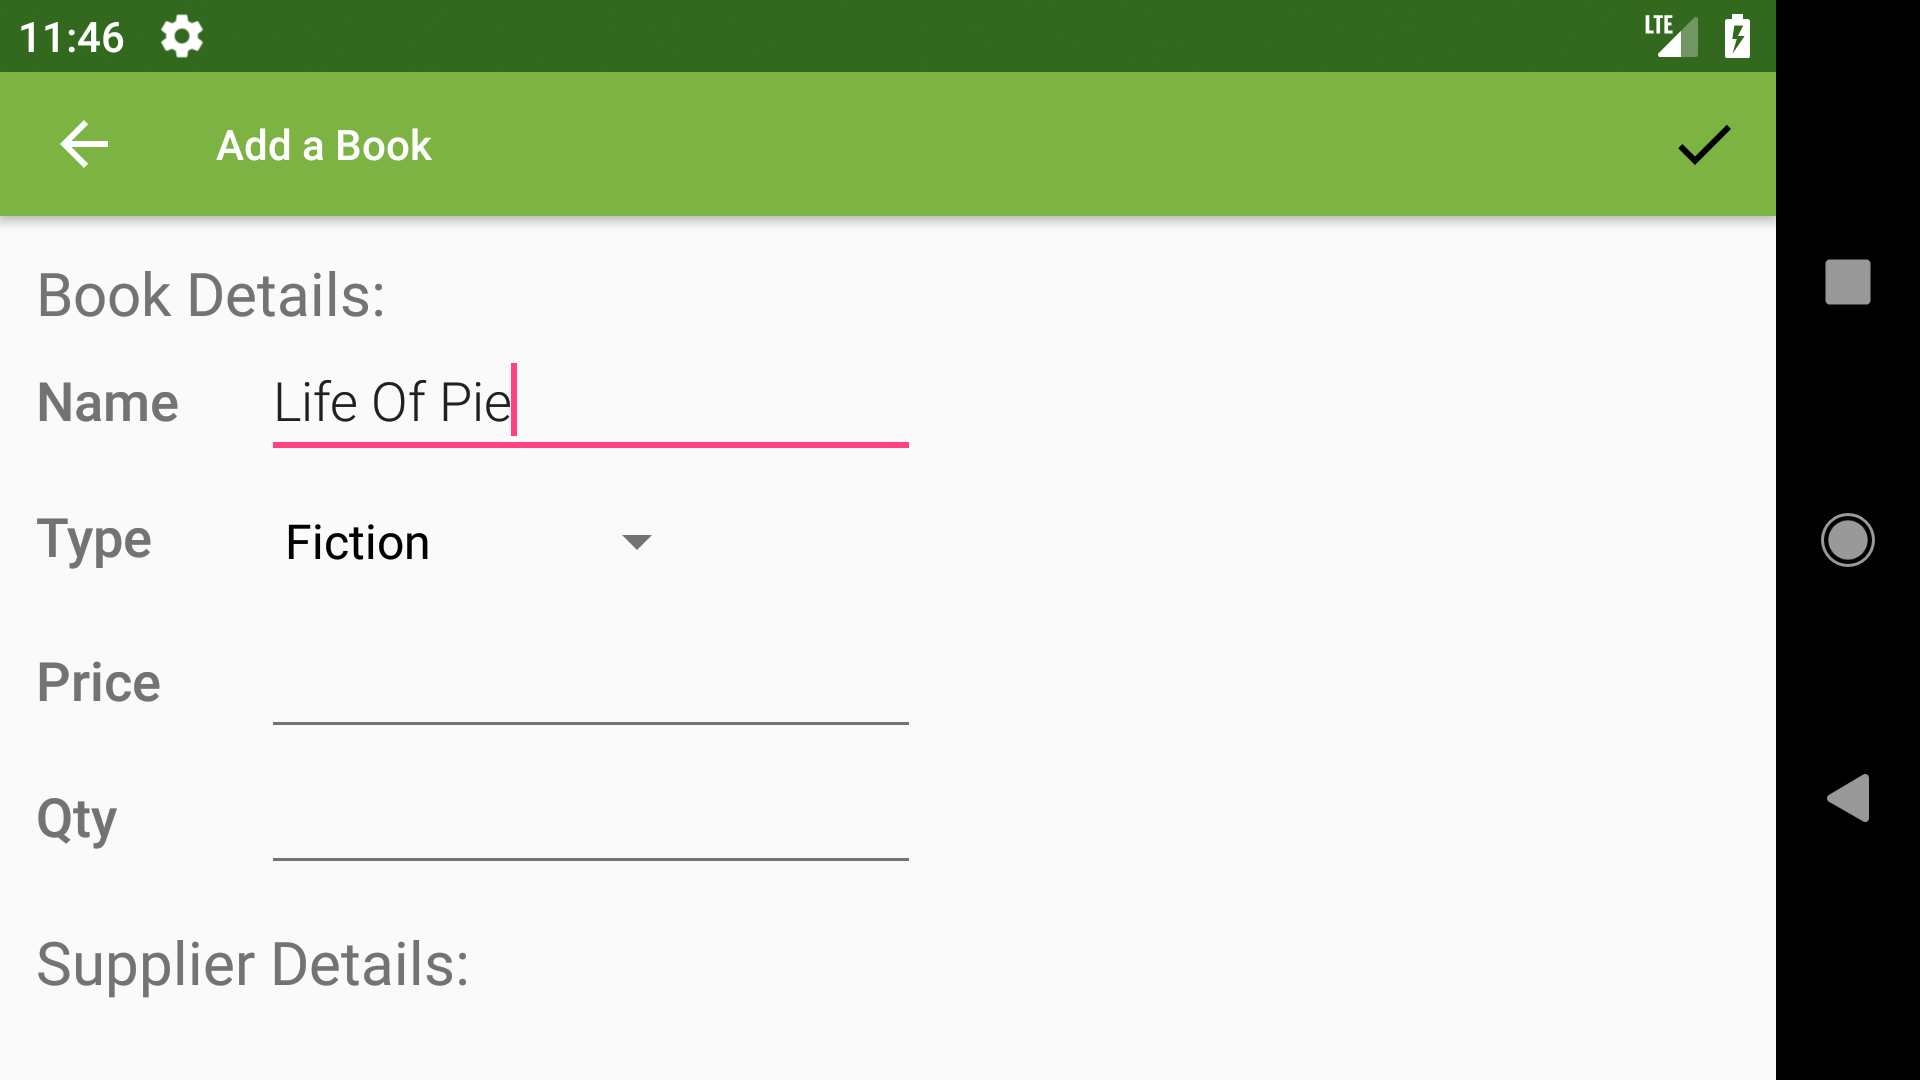 11:46
LTE
Add a Book
Book Details:
Name Life Of Pie
Type Fiction
Price
Qty
Supplier Details: